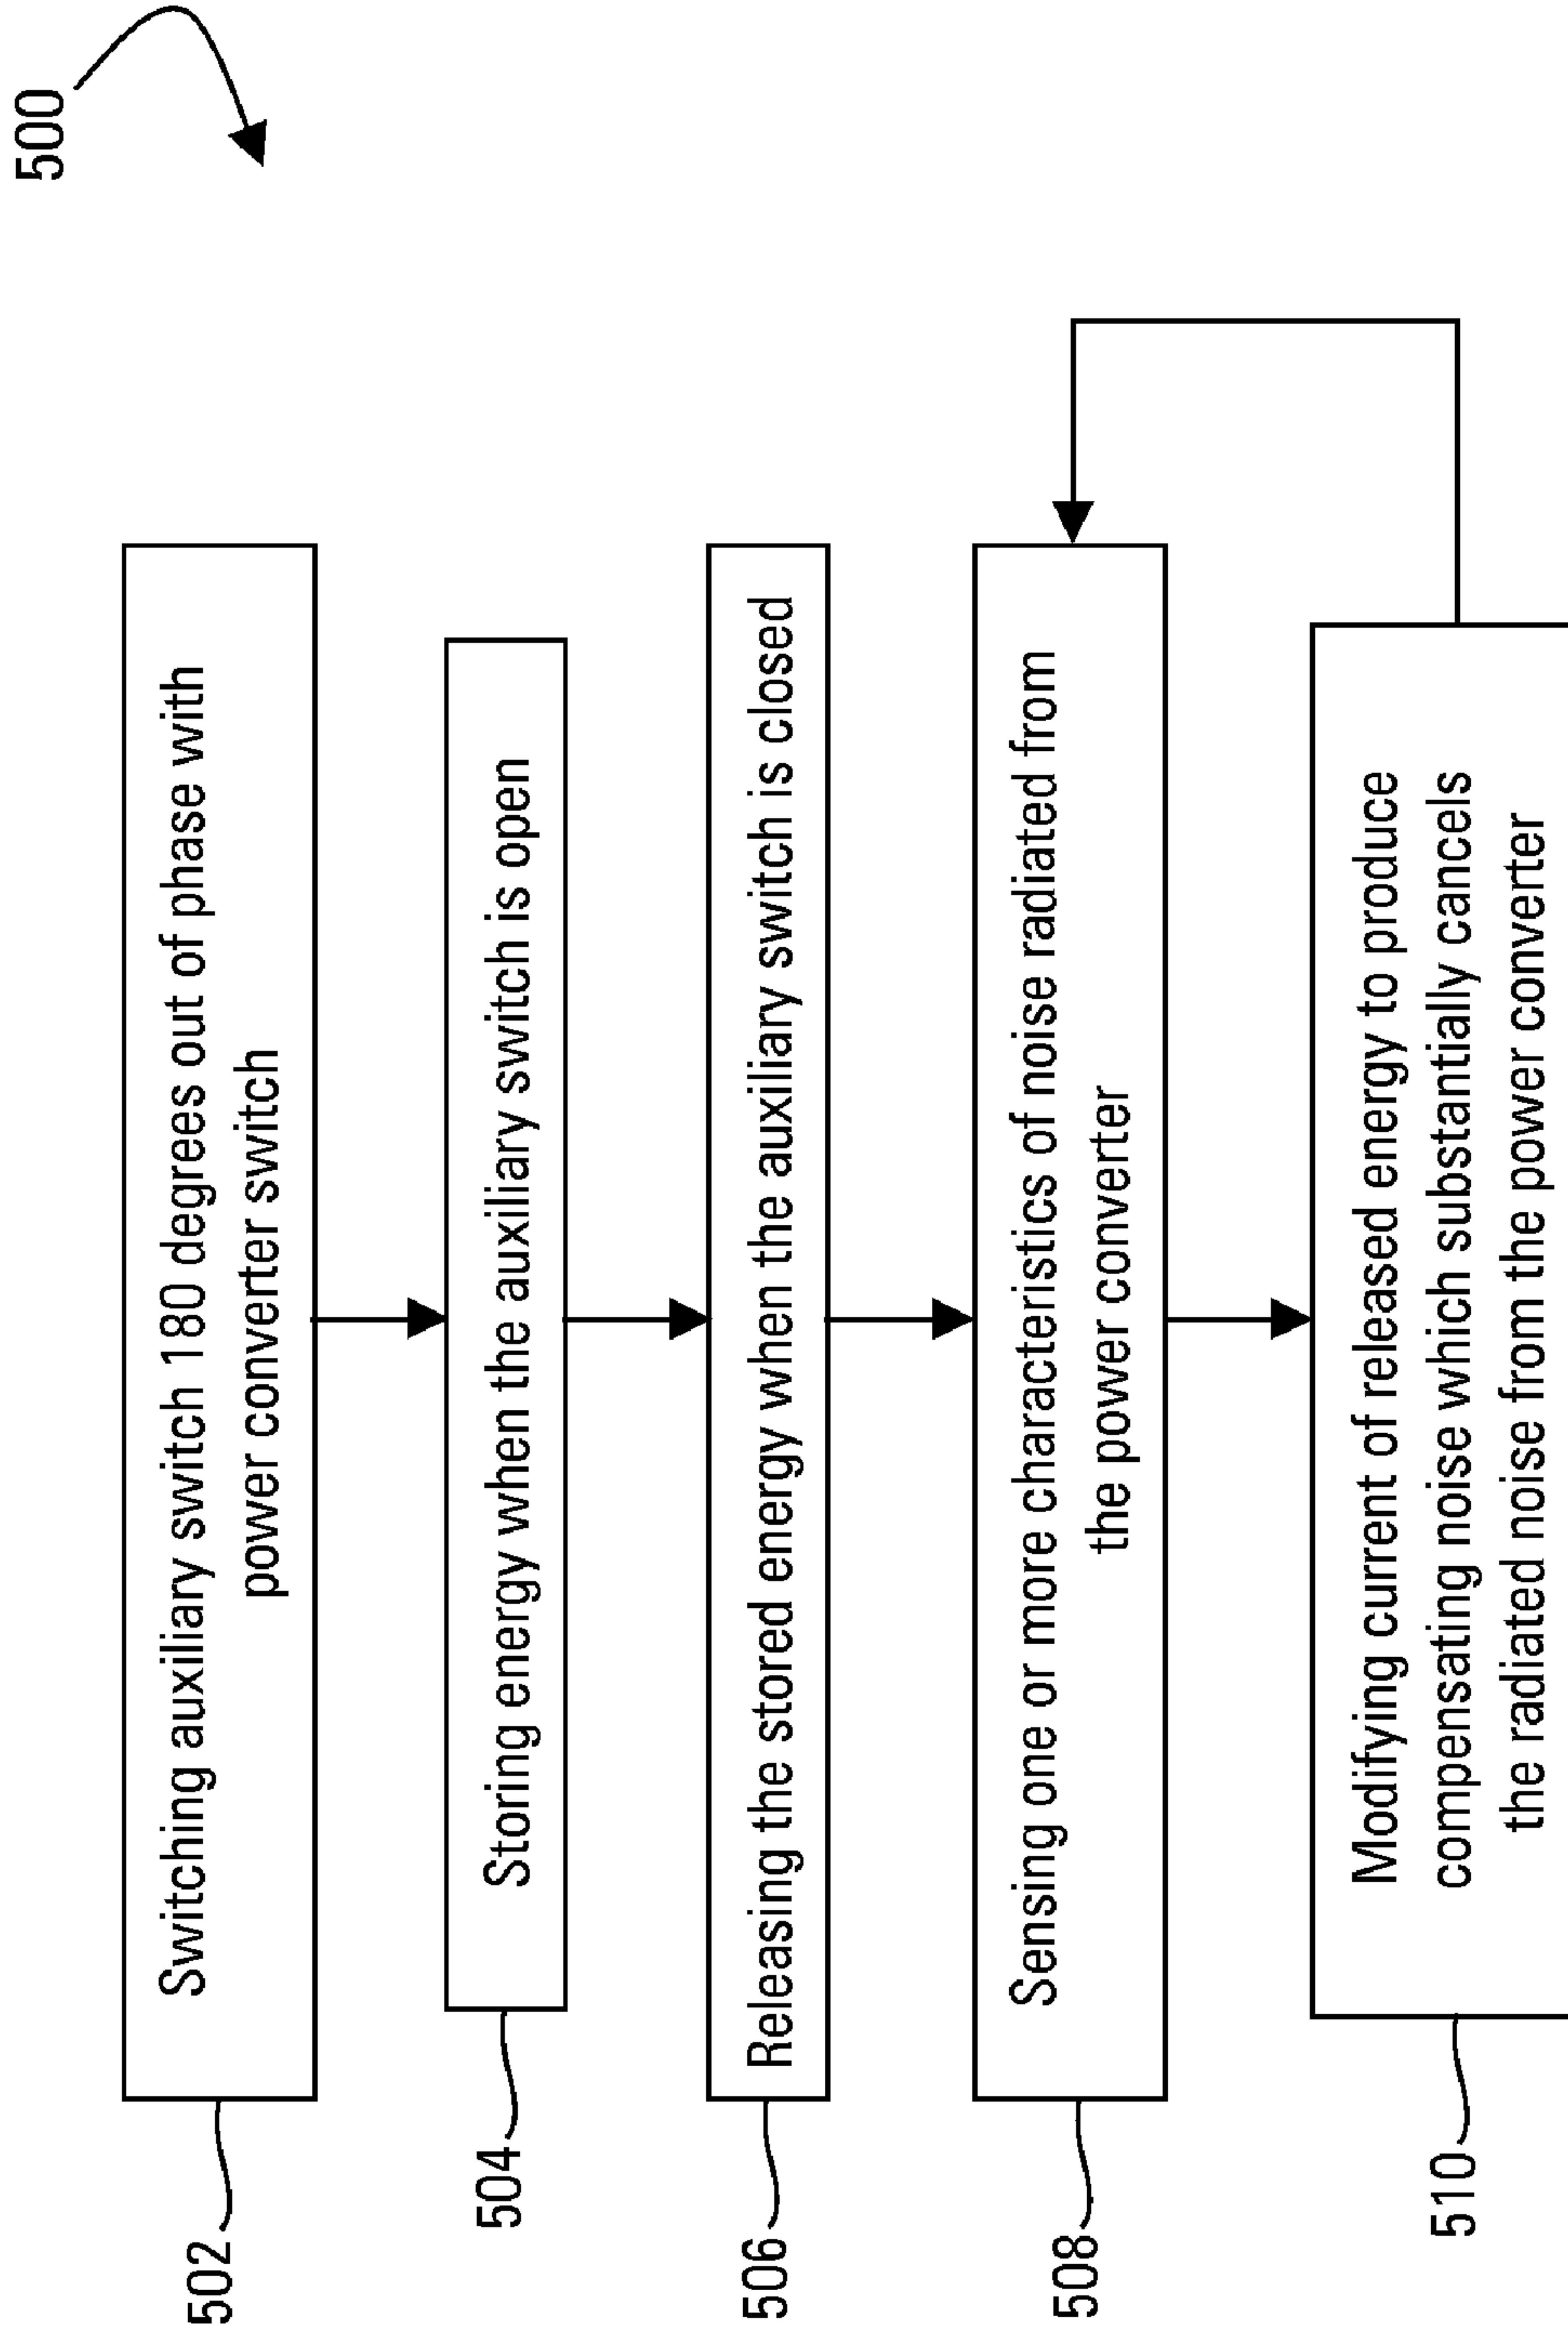 500
502
Switching auxiliary switch 180 degrees out of phase with
power converter switch
504
Storing energy when the auxiliary switch is open
506
Releasing the stored energy when the auxiliary switch is closed
508
Sensing one or more characteristics of noise radiated from
the power converter
510
Modifying current of released energy to produce
compensating noise which substantially cancels
the radiated noise from the power converter